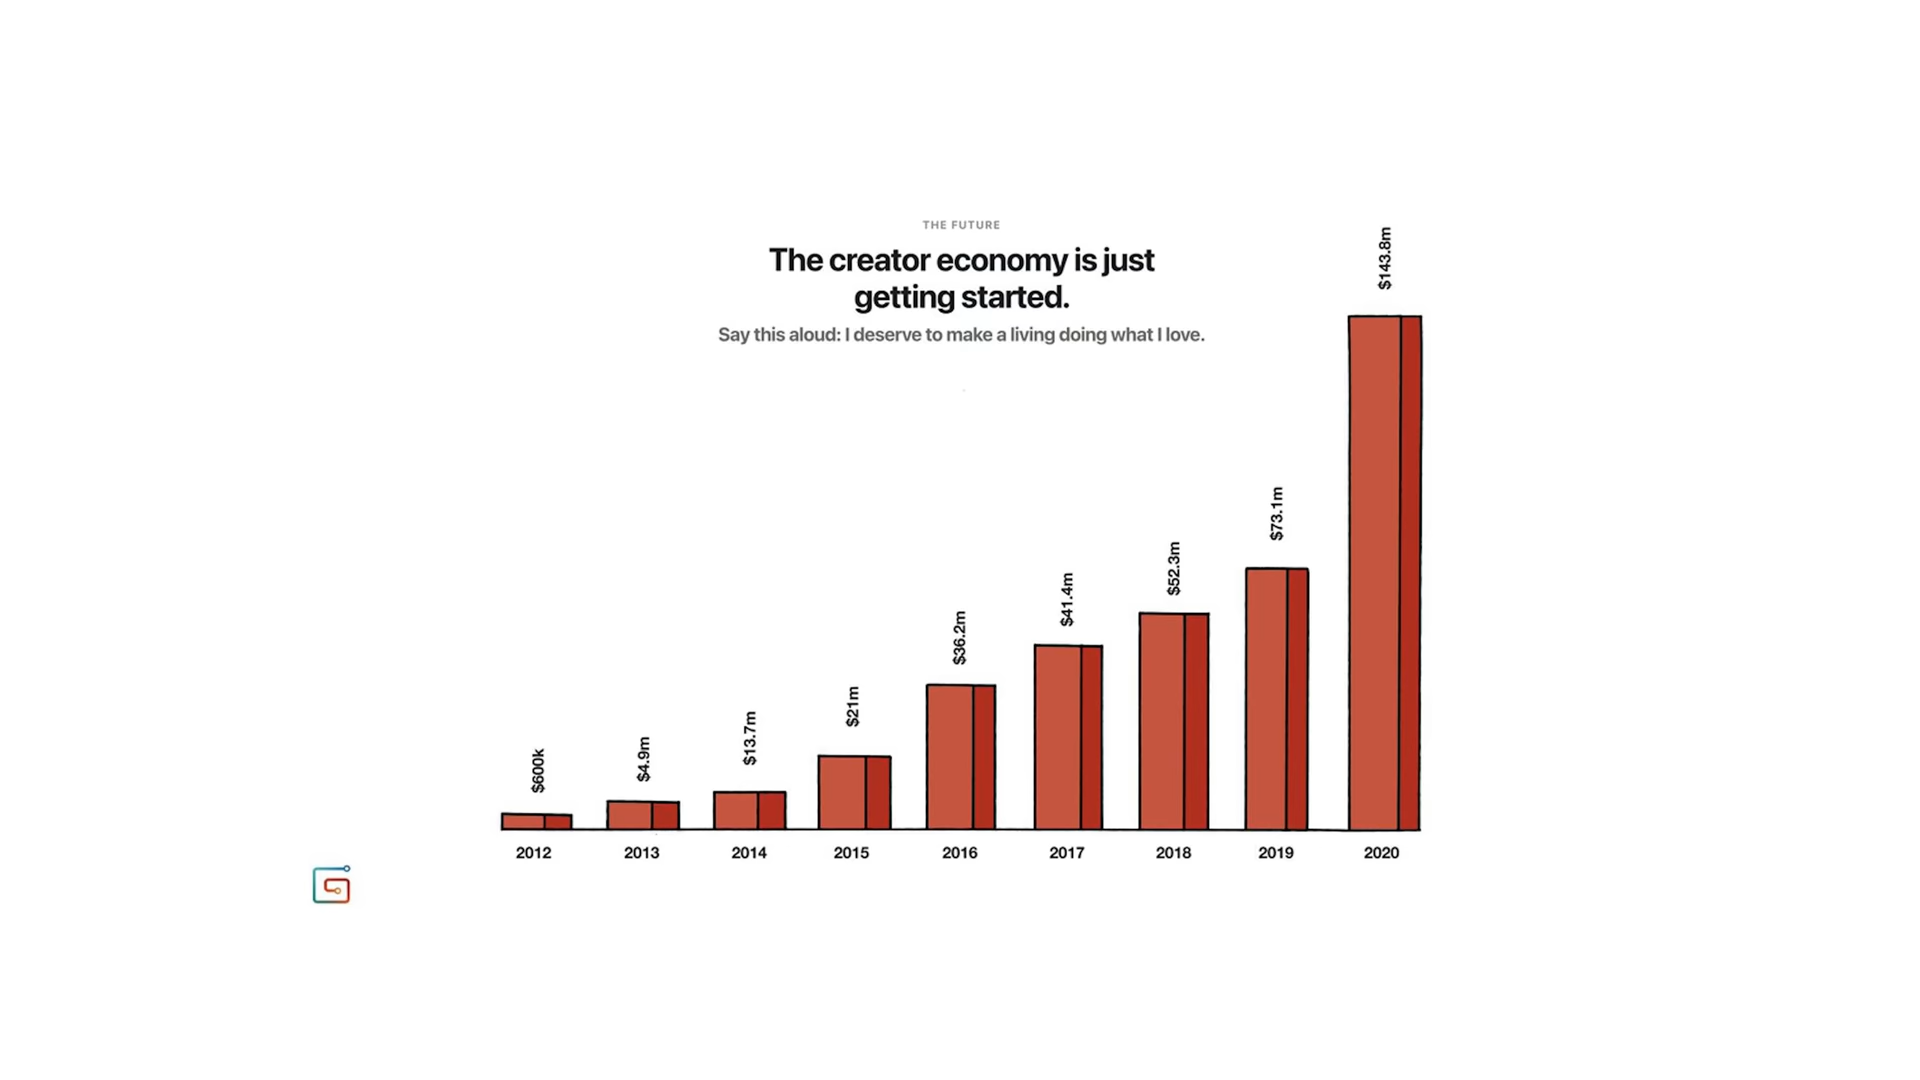 THE FUTURE
The creator economy is just
getting started.
Say this aloud: I deserve to make a living doing what I love.
$600k
$4.9m
$13.7m
$21m
$36.2m
$41.4m
$52.3m
$73.1m
$143.8m
2012
2013
2014
2015
2016
2017
2018
2019
2020